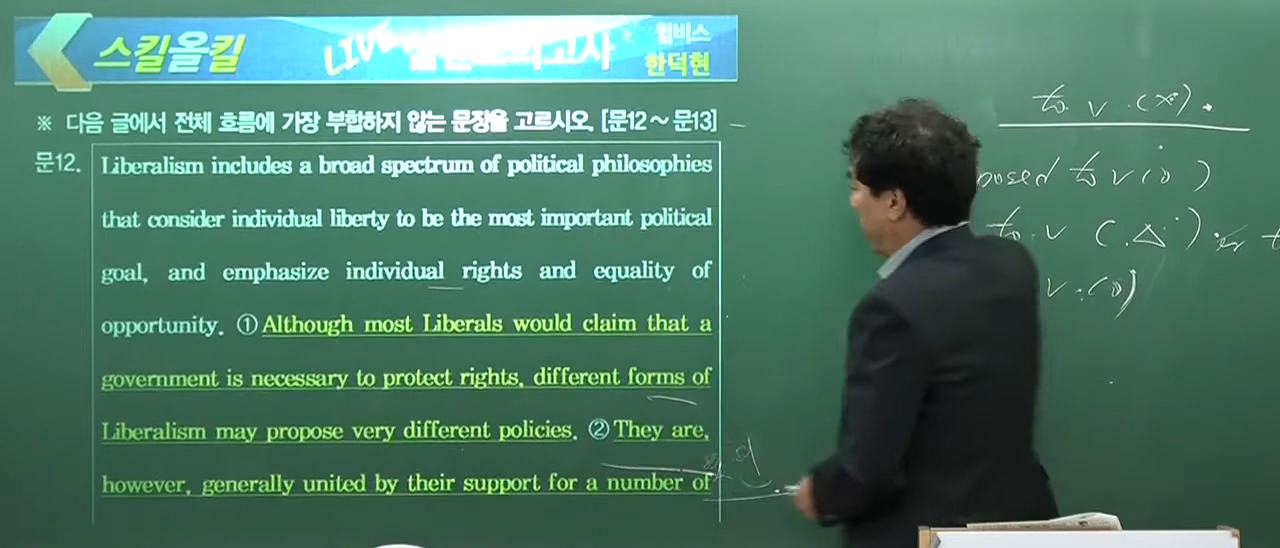 스킬올킬 LIVE 한덕현
※ 다음 글에서 전체 흐름에 가장 부합하지 않는 문장을 고르시오. [문12 ~ 문13]
문12. Liberalism includes a broad spectrum of political philosophies
that consider individual liberty to be the most important political
goal, and emphasize individual rights and equality of
opportunity. ① Although most Liberals would claim that a
government is necessary to protect rights, different forms of
Liberalism may propose very different policies. ② They are,
however, generally united by their support for a number of
to v (x).
posed to v (o)
to v (△)
v (o)